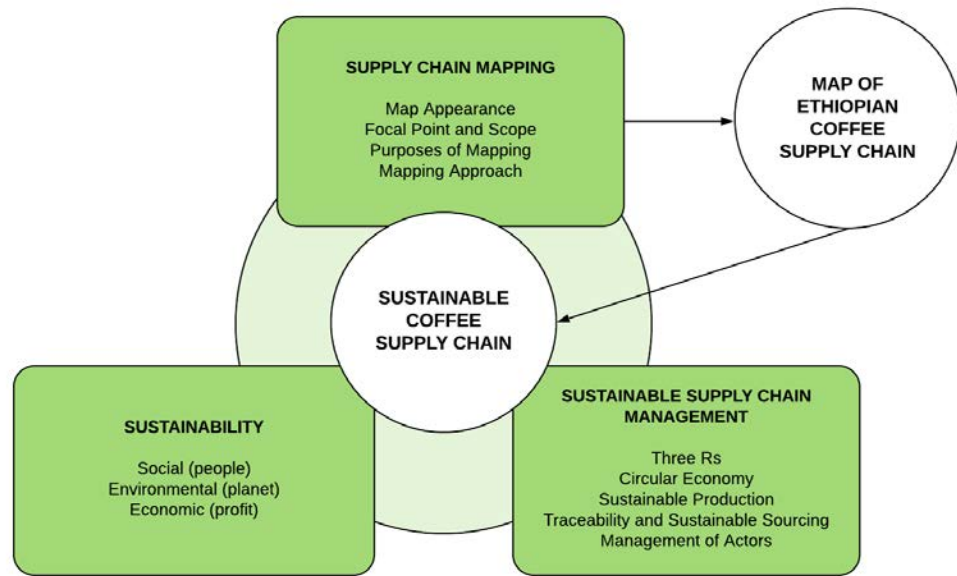 SUPPLY CHAIN MAPPING
Map Appearance
Focal Point and Scope
Purposes of Mapping
Mapping Approach
MAP OF
ETHIOPIAN
COFFEE
SUPPLY CHAIN
SUSTAINABLE
COFFEE
SUPPLY CHAIN
SUSTAINABILITY
Social (people)
Environmental (planet)
Economic (profit)
SUSTAINABLE SUPPLY CHAIN
MANAGEMENT
Three Rs
Circular Economy
Sustainable Production
Traceability and Sustainable Sourcing
Management of Actors